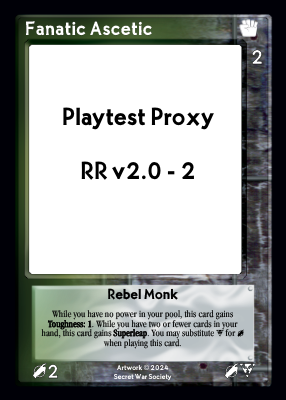 Fanatic Ascetic
2
Playtest Proxy
RR v2.0 - 2
Rebel Monk
While you have no power in your pool, this card gains
Toughness: 1. While you have two or fewer cards in your
hand, this card gains Superleap. You may substitute for
when playing this card.
2
Artwork © 2024,
Secret War Society